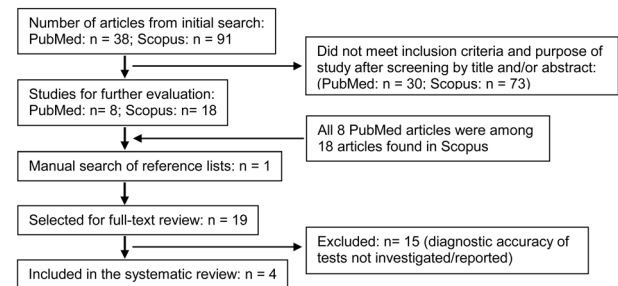 Number of articles from initial search:
PubMed: n = 38; Scopus: n = 91
Did not meet inclusion criteria and purpose of
study after screening by title and/or abstract:
(PubMed: n = 30; Scopus: n = 73)
Studies for further evaluation:
PubMed: n= 8; Scopus: n= 18
All 8 PubMed articles were among
18 articles found in Scopus
Manual search of reference lists: n = 1
Selected for full-text review: n = 19
Excluded: n= 15 (diagnostic accuracy of
tests not investigated/reported)
Included in the systematic review: n = 4